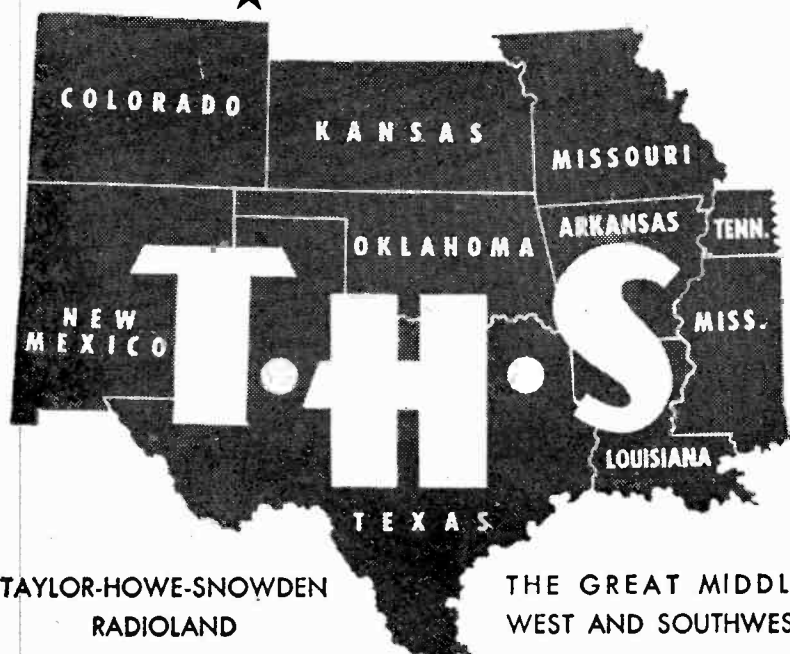 COLORADO
KANSAS
MISSOURI
OKLAHOMA
ARKANSAS
TENN.
NEW
MEXICO
MISS.
T.H.S
LOUISIANA
TEXAS
TAYLOR-HOWE-SNOWDEN
RADIOLAND
THE GREAT MIDDL
WEST AND SOUTHWES